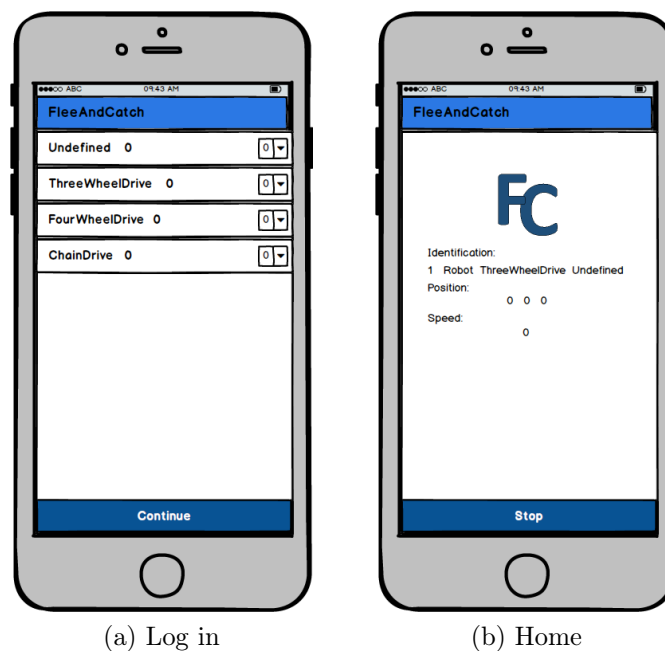 ABC 09:43 AM
FleeAndCatch
Undefined 0 0
ThreeWheelDrive 0 0
FourWheelDrive 0 0
ChainDrive 0 0
Continue
(a) Log in
ABC 09:43 AM
FleeAndCatch
FC
Identification:
1 Robot ThreeWheelDrive Undefined
Position:
0 0 0
Speed:
0
Stop
(b) Home